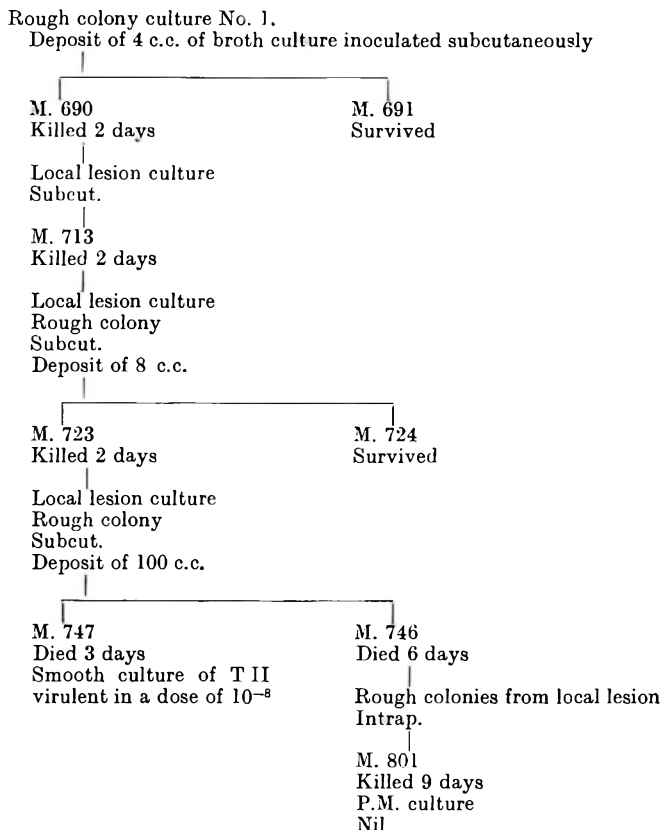 Rough colony culture No. 1.
Deposit of 4 c.c. of broth culture inoculated subcutaneously
M. 690
Killed 2 days
M. 691
Survived
Local lesion culture
Subcut.
M. 713
Killed 2 days
Local lesion culture
Rough colony
Subcut.
Deposit of 8 c.c.
M. 723
Killed 2 days
M. 724
Survived
Local lesion culture
Rough colony
Subcut.
Deposit of 100 c.c.
M. 747
Died 3 days
Smooth culture of T II
virulent in a dose of 10⁻⁸
M. 746
Died 6 days
Rough colonies from local lesion
Intrap.
M. 801
Killed 9 days
P.M. culture
Nil